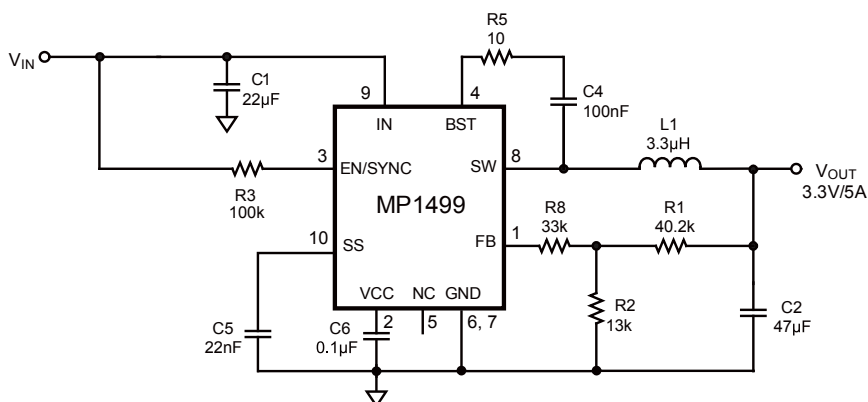 R5
10
V_IN
C1
22µF
9
4
C4
100nF
IN
BST
L1
3.3µH
3
EN/SYNC
SW
8
V_OUT
3.3V/5A
R3
100k
MP1499
R8
33k
R1
40.2k
10
SS
FB
1
VCC
NC
GND
R2
13k
C2
47µF
C5
22nF
C6
0.1µF
2
5
6, 7